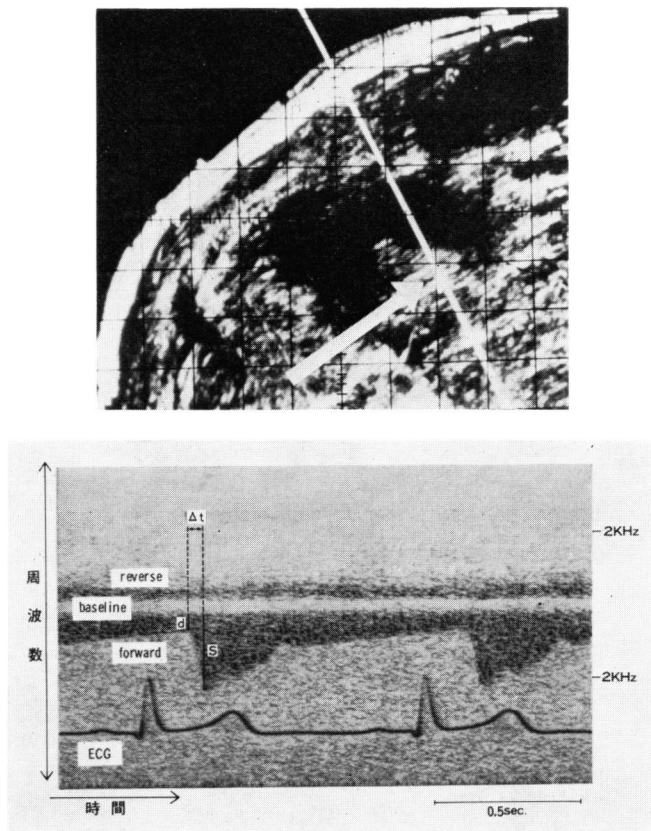 Δt
2KHz
reverse
周波数
baseline
d
forward
S
2KHz
ECG
時間
0.5sec.